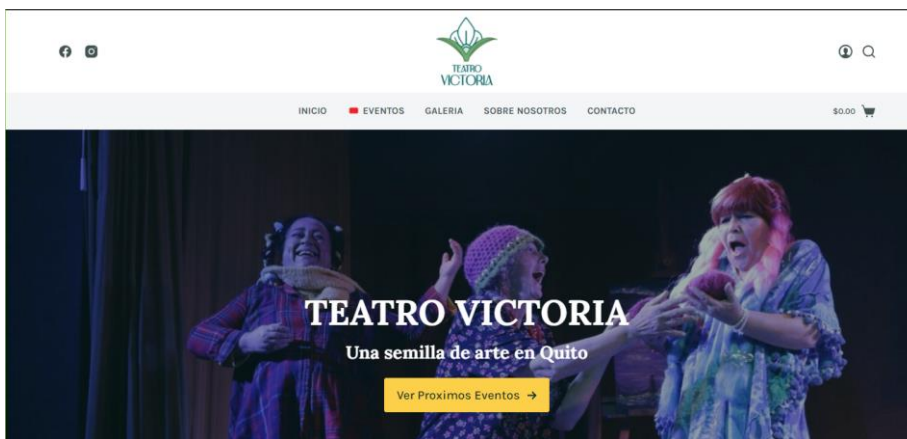 TEATRO
VICTORIA
INICIO EVENTOS GALERIA SOBRE NOSOTROS CONTACTO $0.00
TEATRO VICTORIA
Una semilla de arte en Quito
Ver Proximos Eventos →